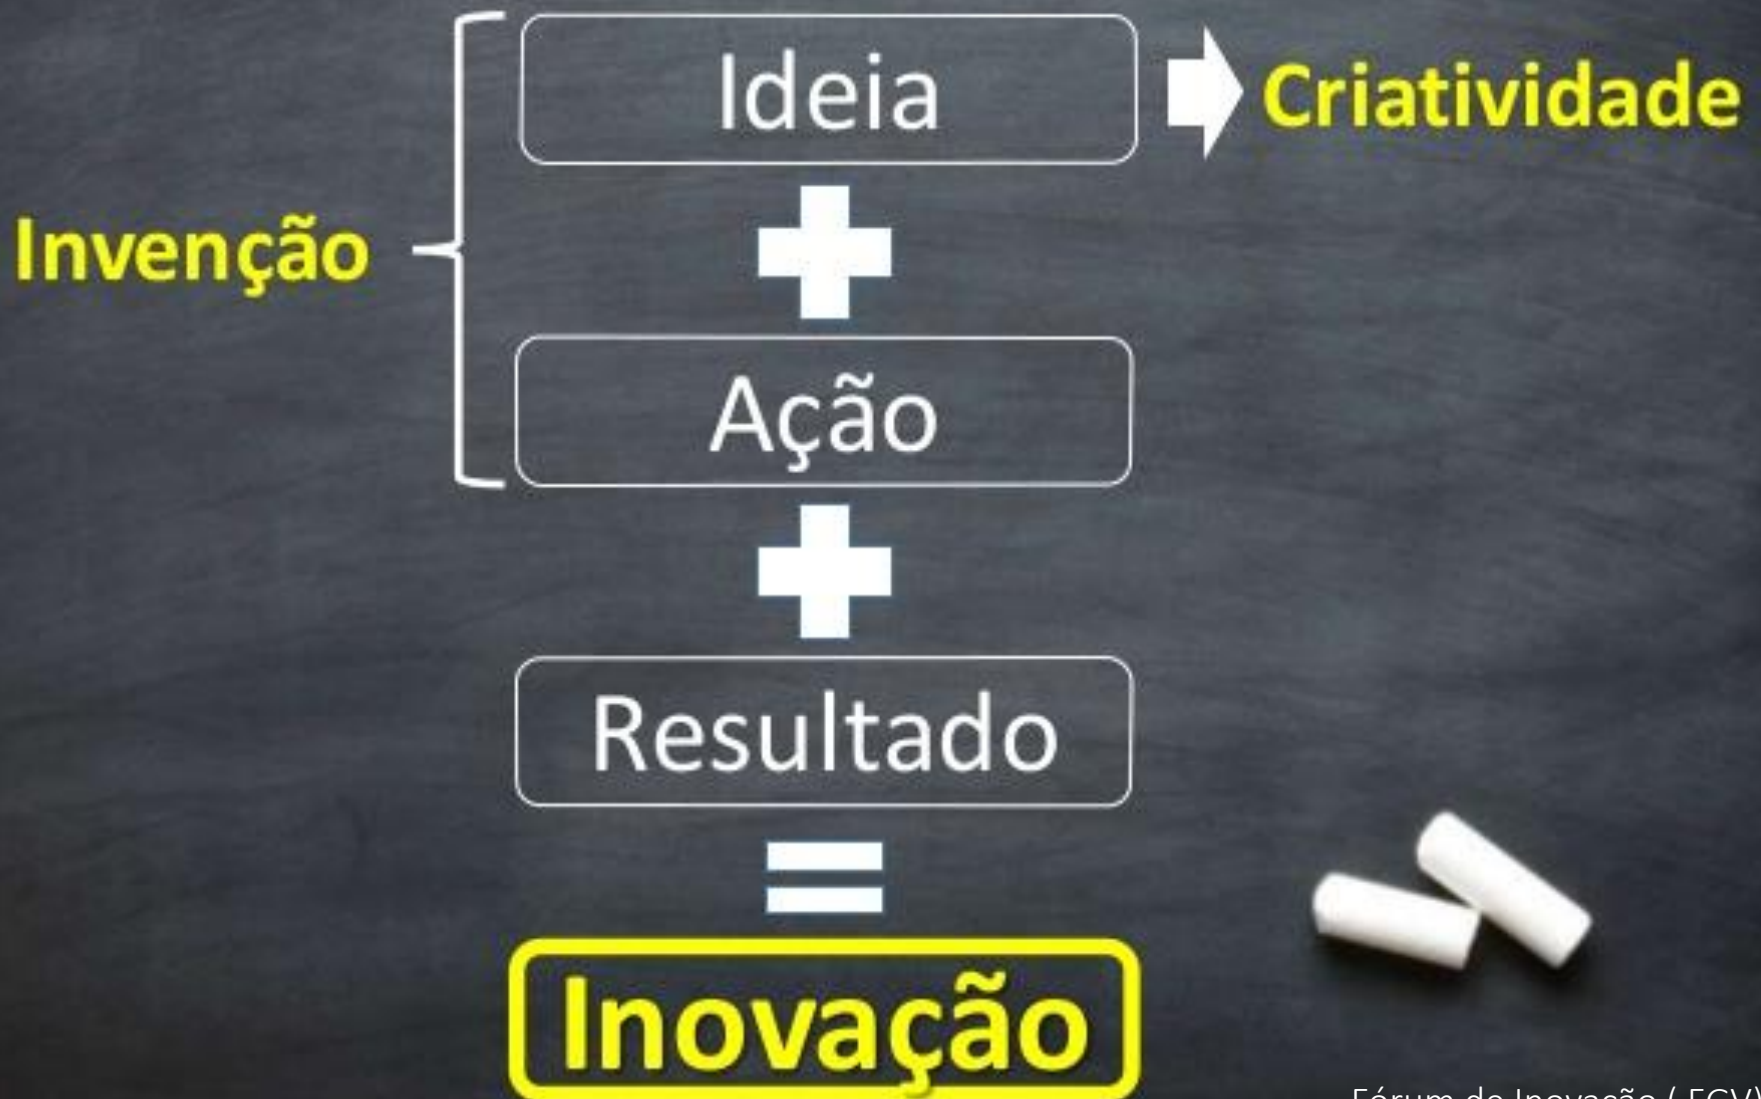 Ideia
Criatividade
Invenção
Ação
Resultado
Inovação
Fórum de Inovação ( FGV)